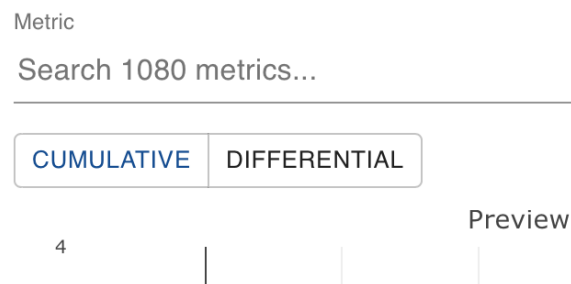 Metric
Search 1080 metrics...
CUMULATIVE DIFFERENTIAL
Preview
4